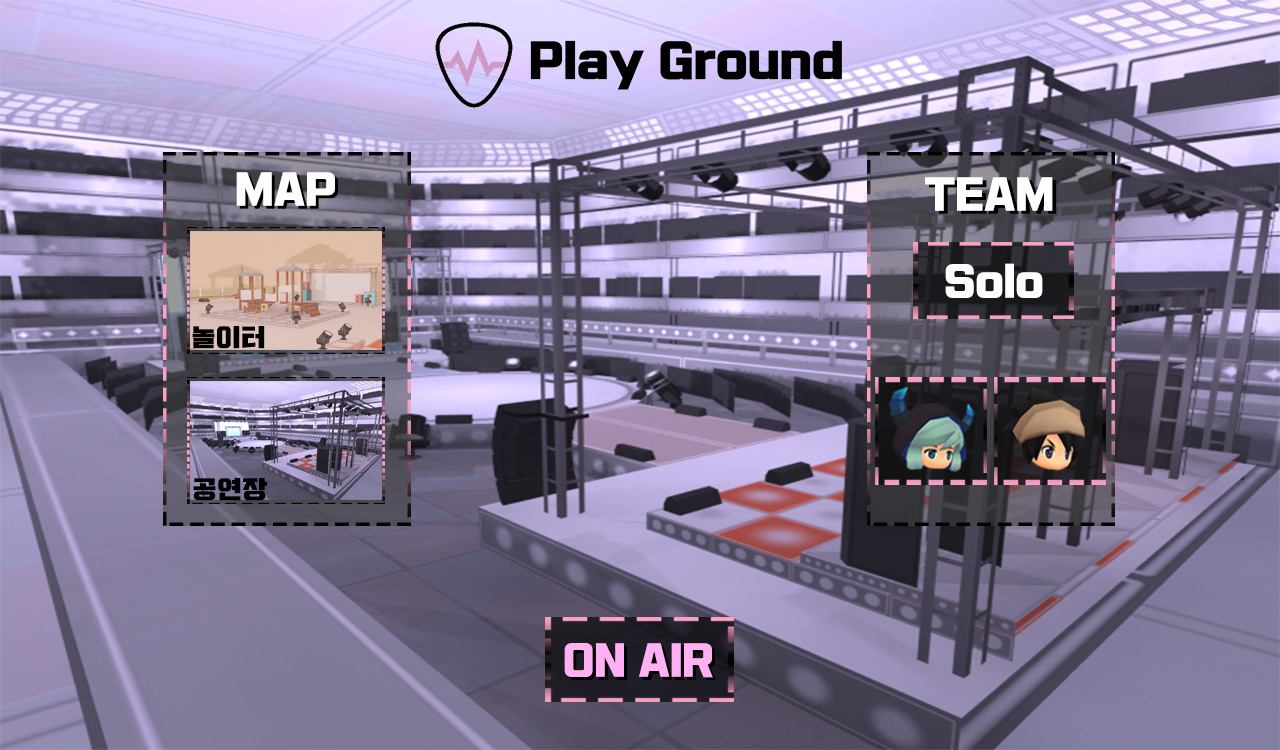 Play Ground
MAP
놀이터
공연장
TEAM
Solo
ON AIR